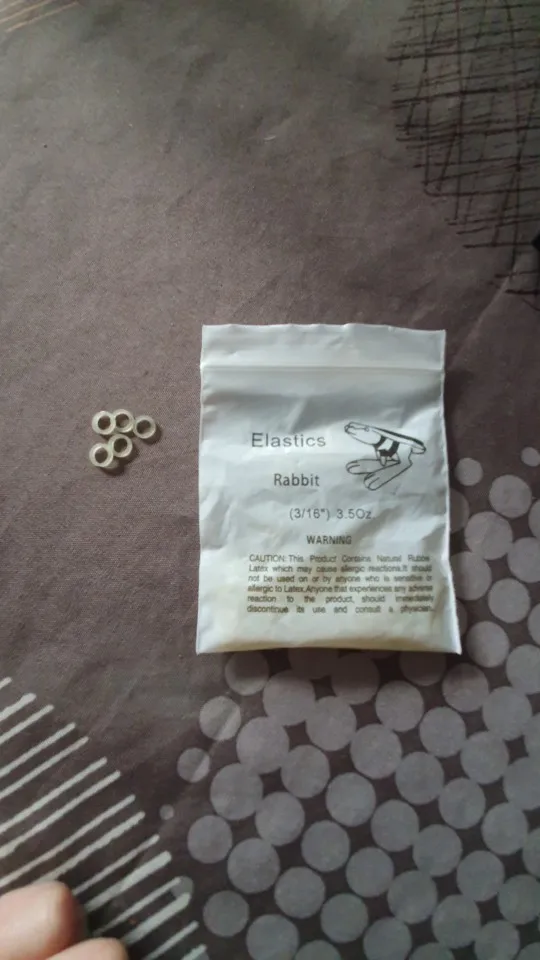 Elastics
Rabbit
(3/16") 3.5Oz.
WARNING
CAUTION: This Product Contains Natural Rubber
Latex which may cause allergic reactions.It should
not be used on or by anyone who is sensitive or
allergic to Latex.Anyone that experiences any adverse
reaction to the product, should immediately
discontinue its use and consult a physician.